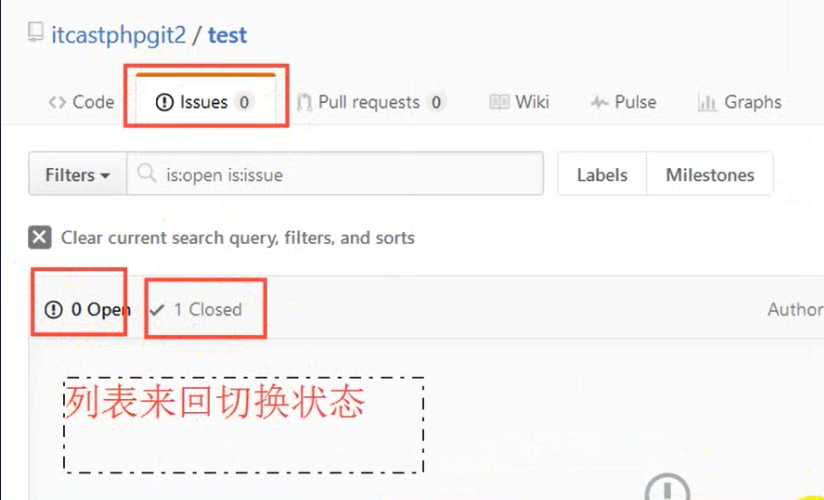 itcastphpgit2 / test
Code Issues 0 Pull requests 0 Wiki Pulse Graphs
Filters is:open is:issue Labels Milestones
Clear current search query, filters, and sorts
0 Open 1 Closed Author
列表来回切换状态